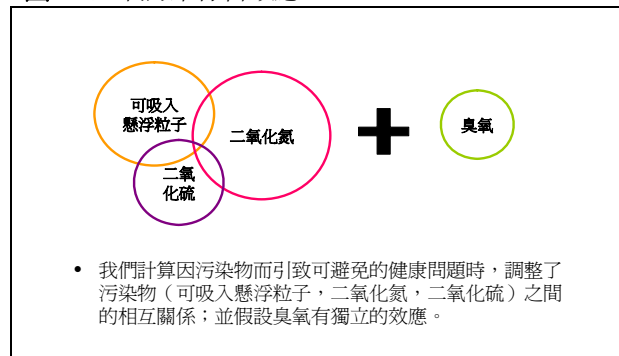 可吸入
懸浮粒子
二氧化氮
臭氧
二氧
化硫
• 我們計算因污染物而引致可避免的健康問題時，調整了
污染物（可吸入懸浮粒子，二氧化氮，二氧化硫）之間
的相互關係；並假設臭氧有獨立的效應。